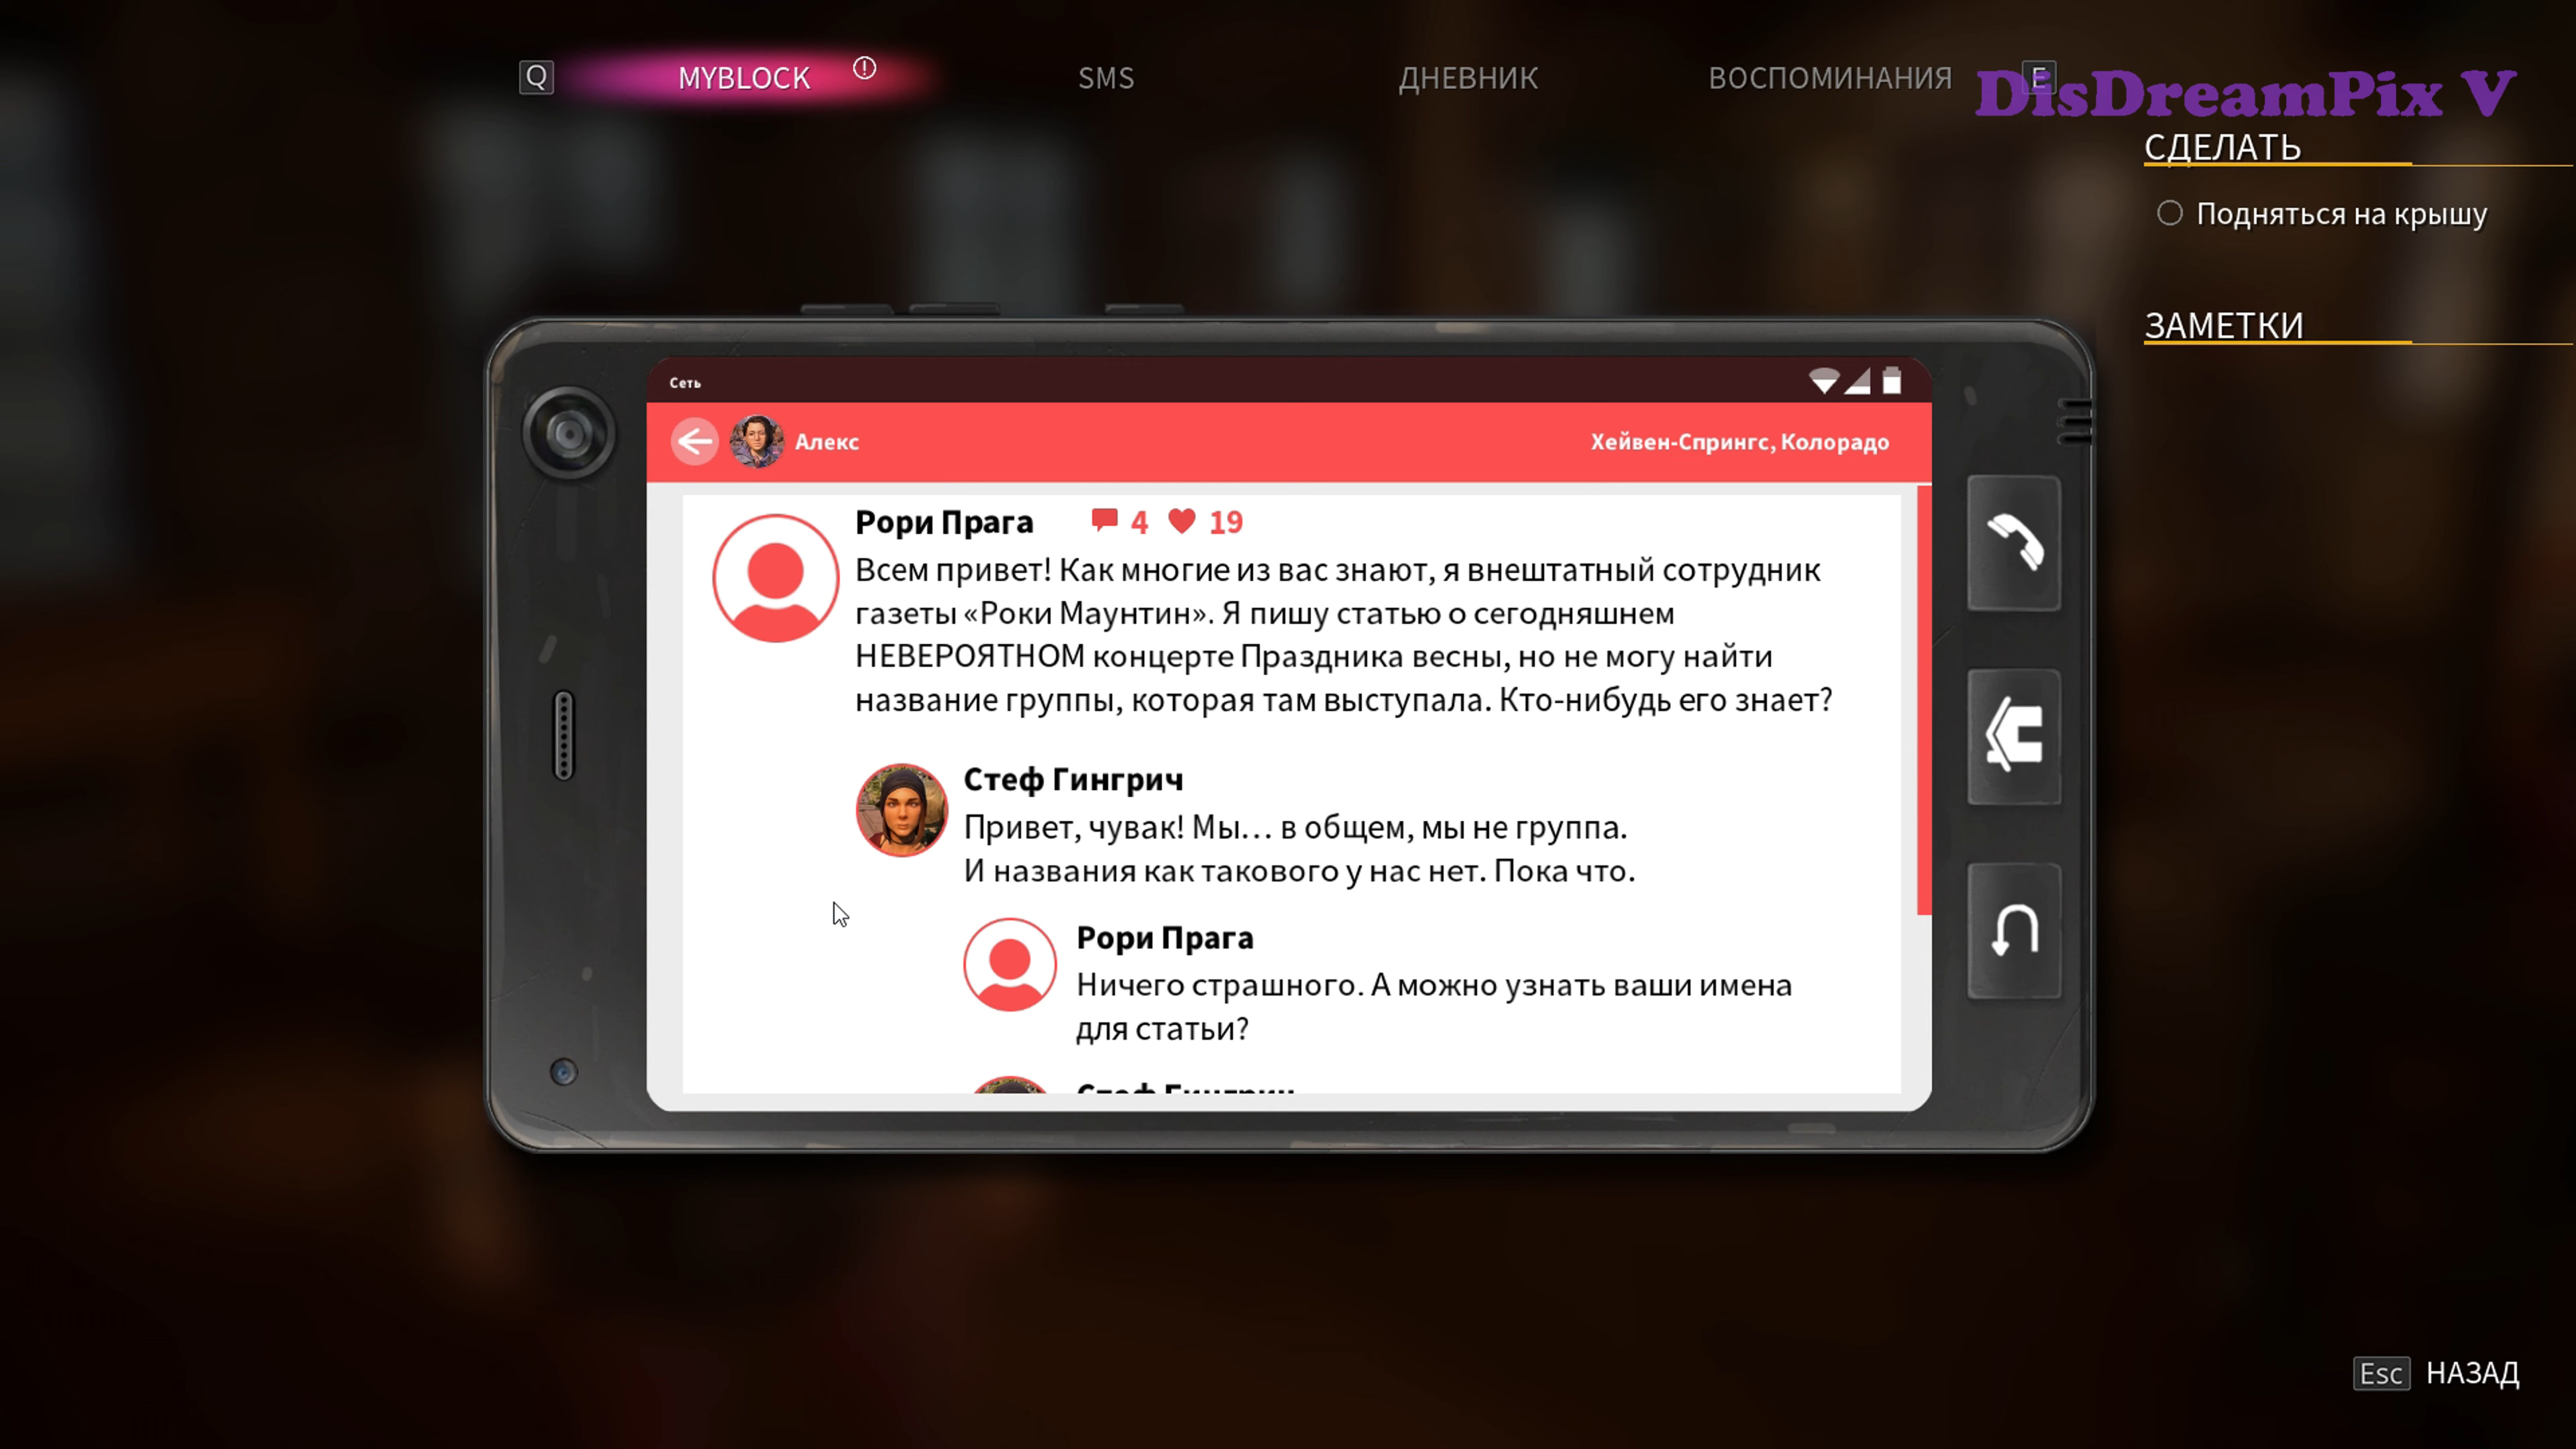 Q
MYBLOCK
SMS
ДНЕВНИК
ВОСПОМИНАНИЯ
E
DisDreamPix V
СДЕЛАТЬ
Подняться на крышу
ЗАМЕТКИ
Сеть
Алекс
Хейвен-Спрингс, Колорадо
Рори Прага 4 19
Всем привет! Как многие из вас знают, я внештатный сотрудник
газеты «Роки Маунтин». Я пишу статью о сегодняшнем
НЕВЕРОЯТНОМ концерте Праздника весны, но не могу найти
название группы, которая там выступала. Кто-нибудь его знает?
Стеф Гингрич
Привет, чувак! Мы... в общем, мы не группа.
И названия как такового у нас нет. Пока что.
Рори Прага
Ничего страшного. А можно узнать ваши имена
для статьи?
Стеф Гингрич
Esc НАЗАД